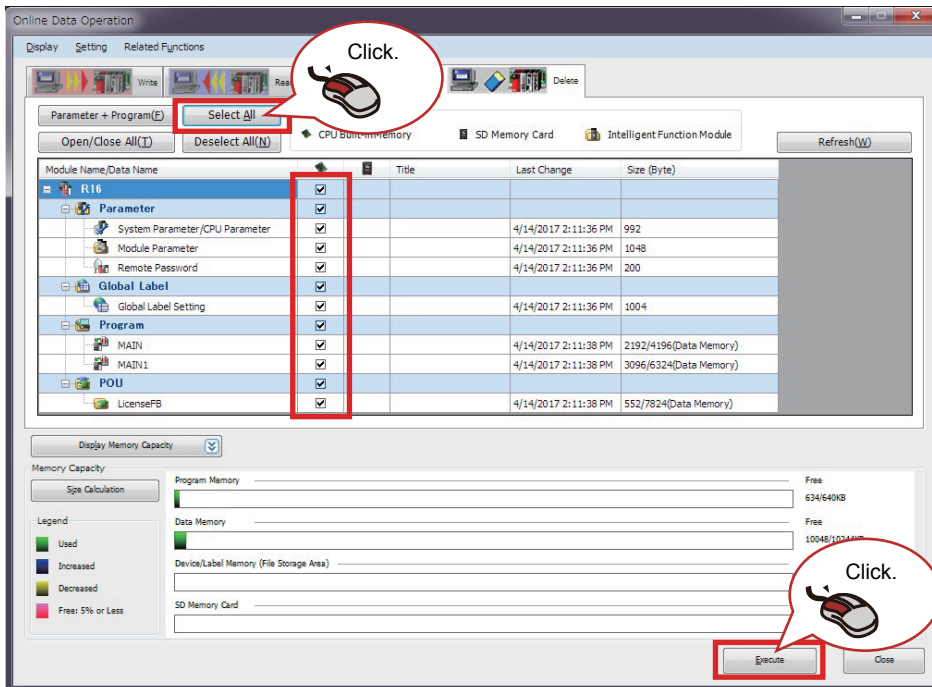 Online Data Operation
Display Setting Related Functions
Click.
Write Rea Delete
Parameter + Program(F) Select All
Open/Close All(T) Deselect All(N) CPU Built-in Memory SD Memory Card Intelligent Function Module Refresh(W)
Module Name/Data Name Title Last Change Size (Byte)
R16
Parameter
System Parameter/CPU Parameter 4/14/2017 2:11:36 PM 992
Module Parameter 4/14/2017 2:11:36 PM 1048
Remote Password 4/14/2017 2:11:36 PM 200
Global Label
Global Label Setting 4/14/2017 2:11:36 PM 1004
Program
MAIN 4/14/2017 2:11:38 PM 2192/4196(Data Memory)
MAIN1 4/14/2017 2:11:38 PM 3096/6324(Data Memory)
POU
LicenseFB 4/14/2017 2:11:38 PM 552/7824(Data Memory)
Display Memory Capacity
Memory Capacity
Size Calculation Program Memory Free
634/640KB
Legend Data Memory Free
Used 10048/10244KB
Increased Device/Label Memory (File Storage Area)
Click.
Decreased
Free: 5% or Less SD Memory Card
Execute Close